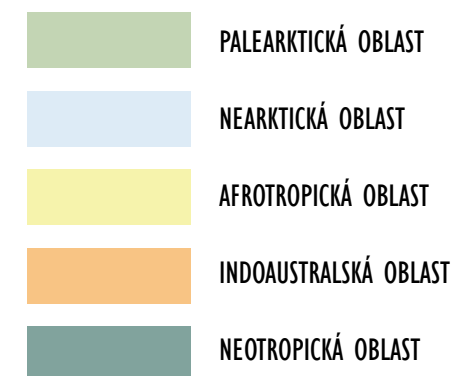 PALEARKTICKÁ OBLAST
NEARKTICKÁ OBLAST
AFROTROPICKÁ OBLAST
INDOAUSTRALSKÁ OBLAST
NEOTROPICKÁ OBLAST